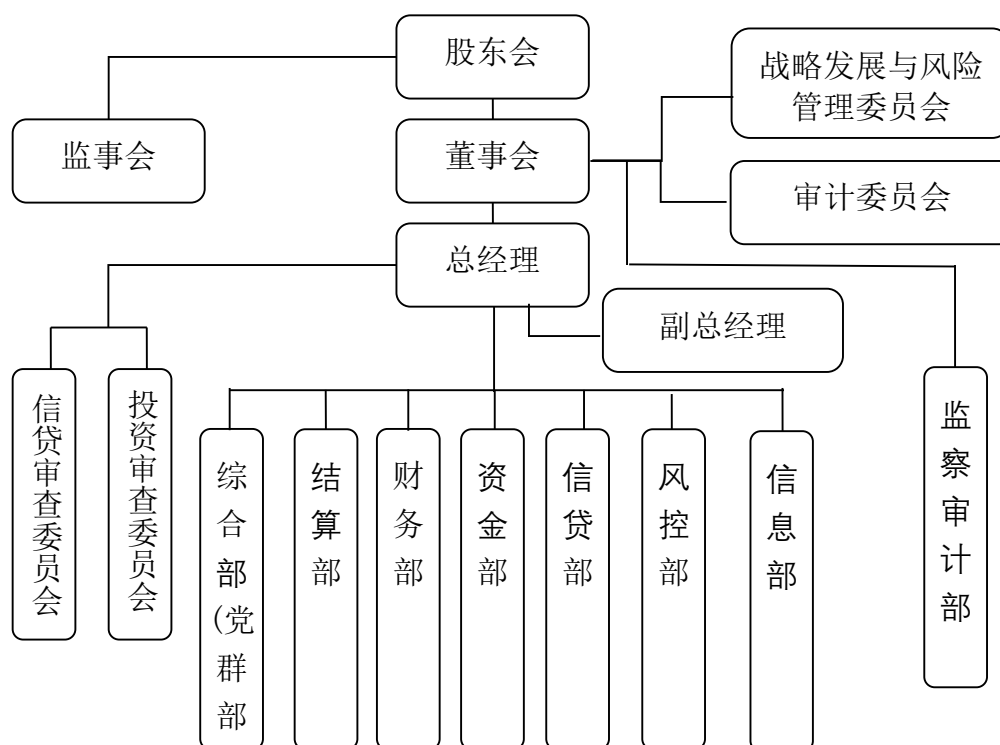 股东会
战略发展与风险
管理委员会
监事会
董事会
审计委员会
总经理
副总经理
信贷审查委员会
投资审查委员会
综合部(党群部
结算部
财务部
资金部
信贷部
风控部
信息部
监察审计部